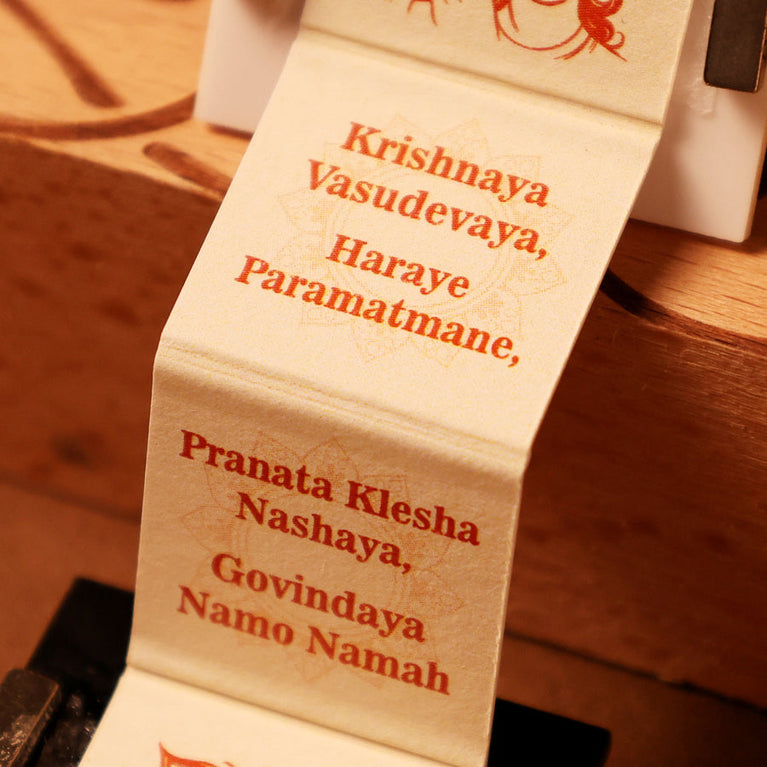 Krishnaya
Vasudevaya,
Haraye
Paramatmane,
Pranata Klesha
Nashaya,
Govindaya
Namo Namah